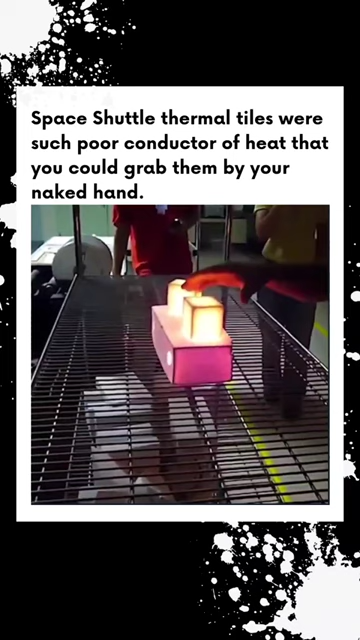 Space Shuttle thermal tiles were
such poor conductor of heat that
you could grab them by your
naked hand.